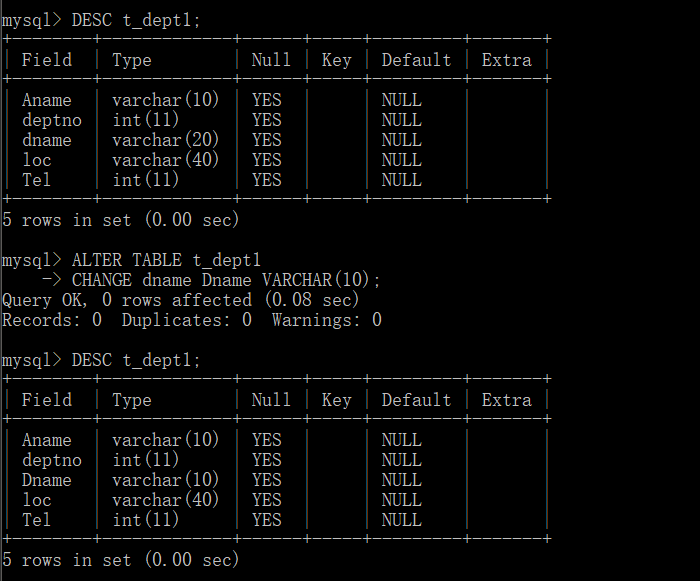 mysql> DESC t_dept1;
+--------+-------------+------+-----+---------+-------+
| Field  | Type        | Null | Key | Default | Extra |
+--------+-------------+------+-----+---------+-------+
| Aname  | varchar(10) | YES  |     | NULL    |       |
| deptno | int(11)     | YES  |     | NULL    |       |
| dname  | varchar(20) | YES  |     | NULL    |       |
| loc    | varchar(40) | YES  |     | NULL    |       |
| Tel    | int(11)     | YES  |     | NULL    |       |
+--------+-------------+------+-----+---------+-------+
5 rows in set (0.00 sec)
mysql> ALTER TABLE t_dept1
    -> CHANGE dname Dname VARCHAR(10);
Query OK, 0 rows affected (0.08 sec)
Records: 0  Duplicates: 0  Warnings: 0
mysql> DESC t_dept1;
+--------+-------------+------+-----+---------+-------+
| Field  | Type        | Null | Key | Default | Extra |
+--------+-------------+------+-----+---------+-------+
| Aname  | varchar(10) | YES  |     | NULL    |       |
| deptno | int(11)     | YES  |     | NULL    |       |
| Dname  | varchar(10) | YES  |     | NULL    |       |
| loc    | varchar(40) | YES  |     | NULL    |       |
| Tel    | int(11)     | YES  |     | NULL    |       |
+--------+-------------+------+-----+---------+-------+
5 rows in set (0.00 sec)